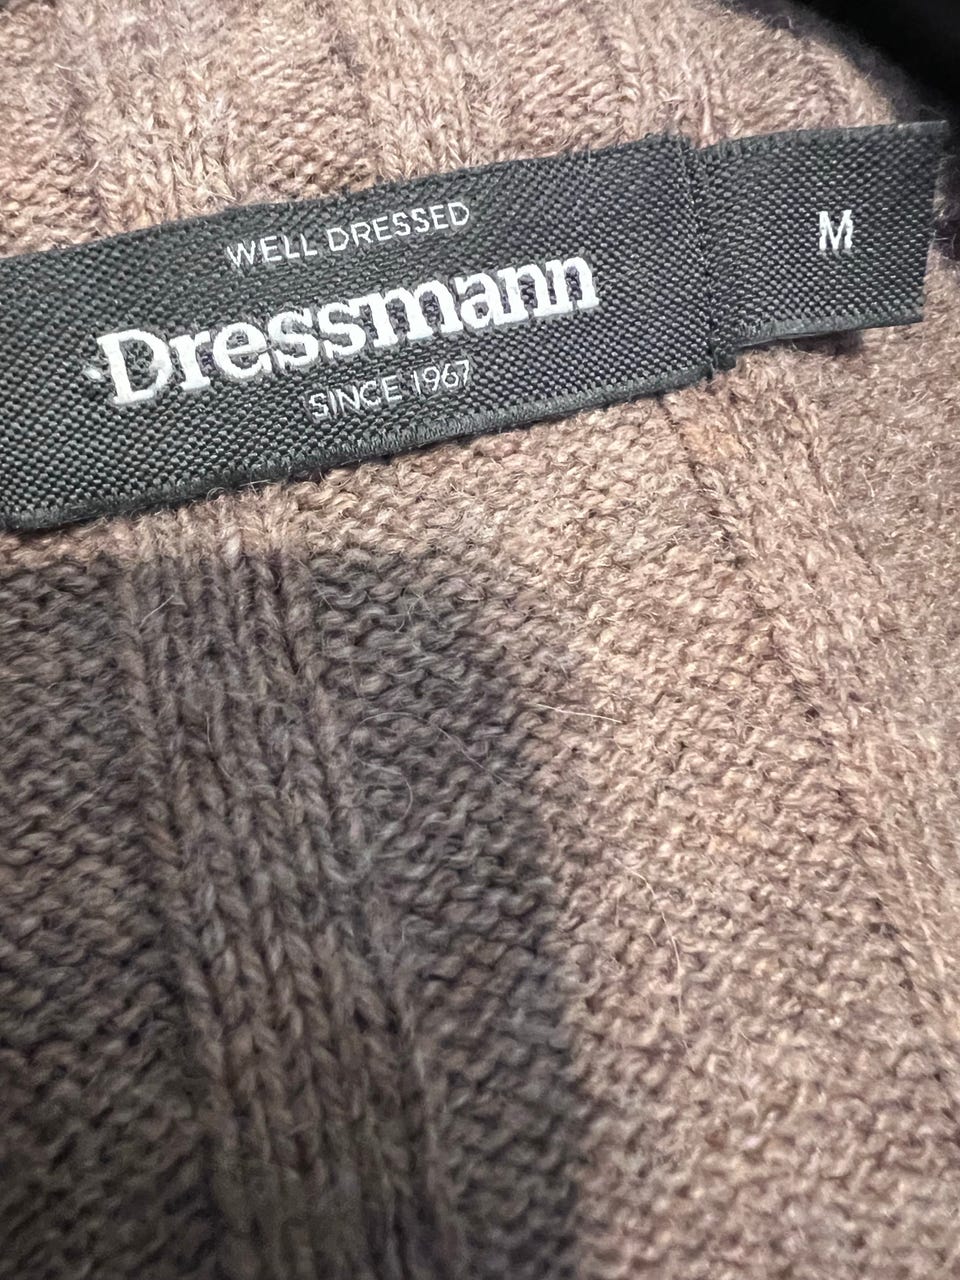 WELL DRESSED
Dressmann
SINCE 1967
M